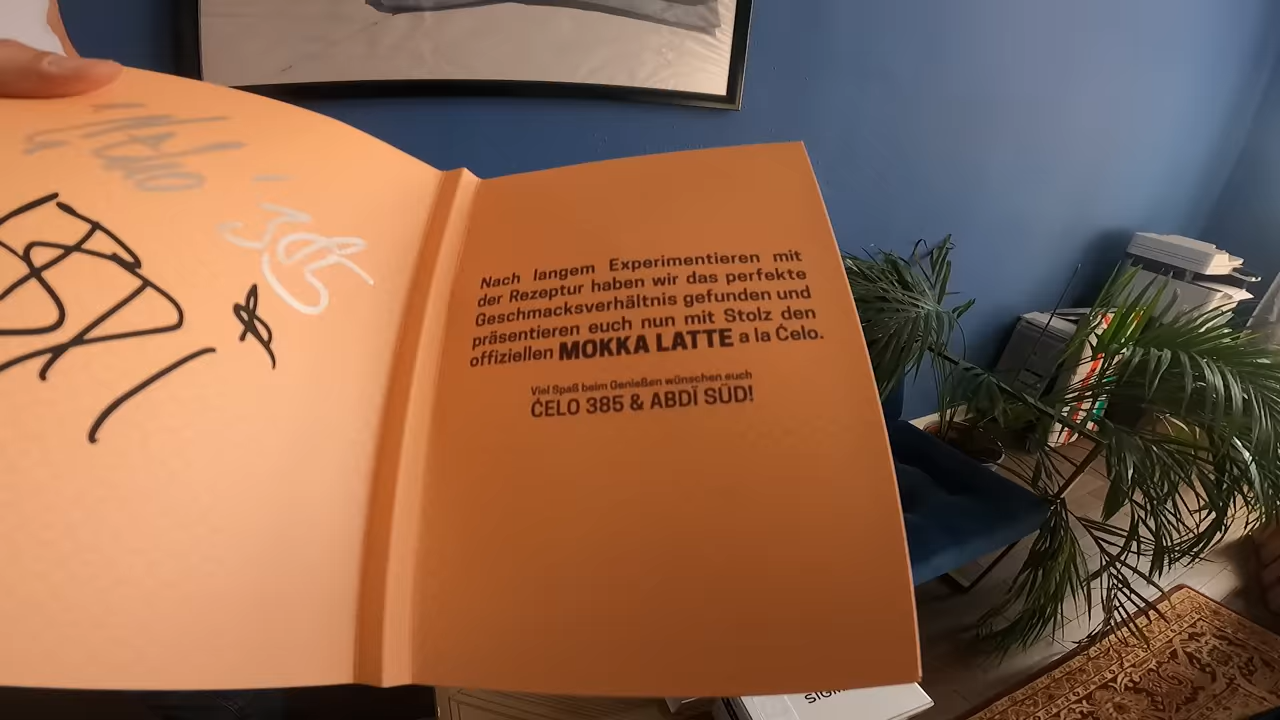 385
Nach langem Experimentieren mit
der Rezeptur haben wir das perfekte
Geschmacksverhältnis gefunden und
präsentieren euch nun mit Stolz den
offiziellen MOKKA LATTE a la Ćelo.
Viel Spaß beim Genießen wünschen euch
ĆELO 385 & ABDÏ SÜD!